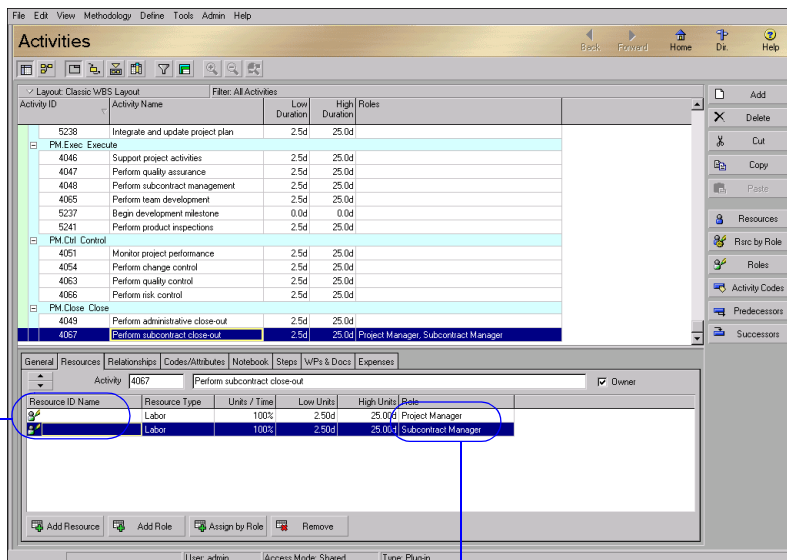 File Edit View Methodology Define Tools Admin Help
Activities
Back Forward Home Dir. Help
Layout: Classic WBS Layout Filter: All Activities
Activity ID Activity Name Low Duration High Duration Roles
5238 Integrate and update project plan 2.5d 25.0d
PM.Exec Execute
4046 Support project activities 2.5d 25.0d
4047 Perform quality assurance 2.5d 25.0d
4048 Perform subcontract management 2.5d 25.0d
4065 Perform team development 2.5d 25.0d
5237 Begin development milestone 0.0d 0.0d
5241 Perform product inspections 2.5d 25.0d
PM.Ctrl Control
4051 Monitor project performance 2.5d 25.0d
4054 Perform change control 2.5d 25.0d
4063 Perform quality control 2.5d 25.0d
4066 Perform risk control 2.5d 25.0d
PM.Close Close
4049 Perform administrative close-out 2.5d 25.0d
4067 Perform subcontract close-out 2.5d 25.0d Project Manager, Subcontract Manager
Add
Delete
Cut
Copy
Paste
Resources
Rsrc by Role
Roles
Activity Codes
Predecessors
Successors
General Resources Relationships Codes/Attributes Notebook Steps WPs & Docs Expenses
Activity 4067 Perform subcontract close-out Owner
Resource ID Name Resource Type Units / Time Low Units High Units Role
Labor 100% 2.50d 25.00d Project Manager
Labor 100% 2.50d 25.00d Subcontract Manager
Add Resource Add Role Assign by Role Remove
User: admin Access Mode: Shared Type: Plug-in